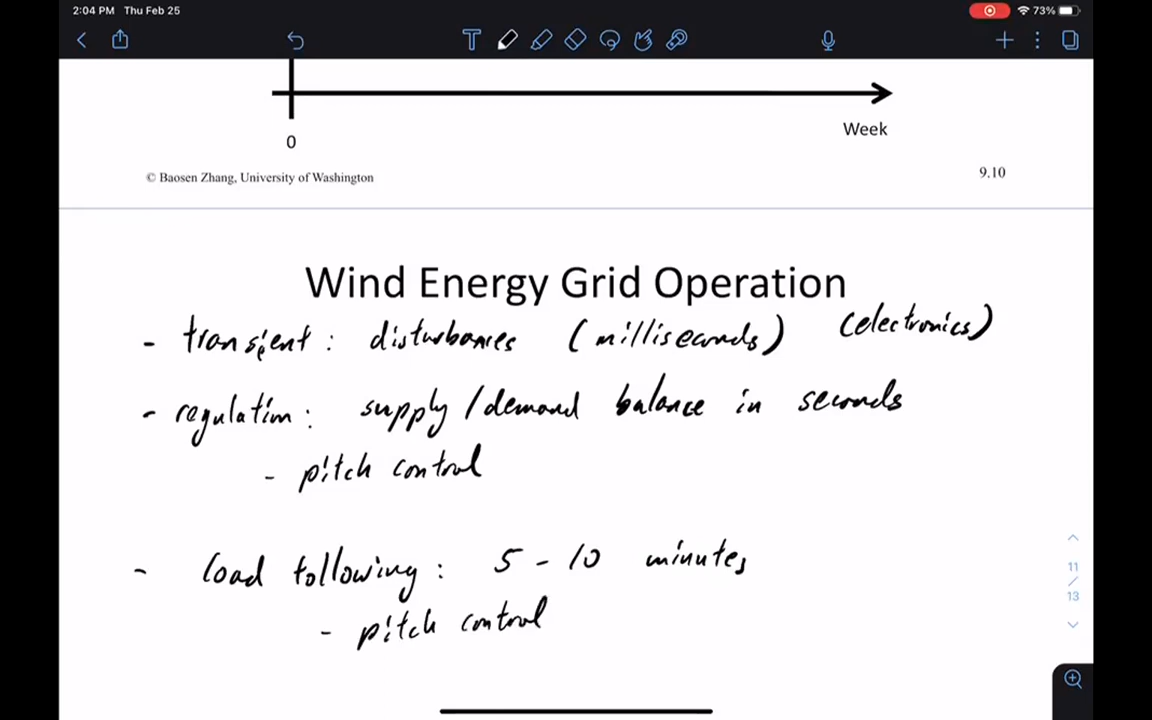 2:04 PM Thu Feb 25 73%
0 Week
© Baosen Zhang, University of Washington 9.10
Wind Energy Grid Operation
- transient : disturbances (milliseconds) (electronics)
- regulation : supply/demand balance in seconds
- pitch control
- load following : 5 - 10 minutes
- pitch control
11
/
13